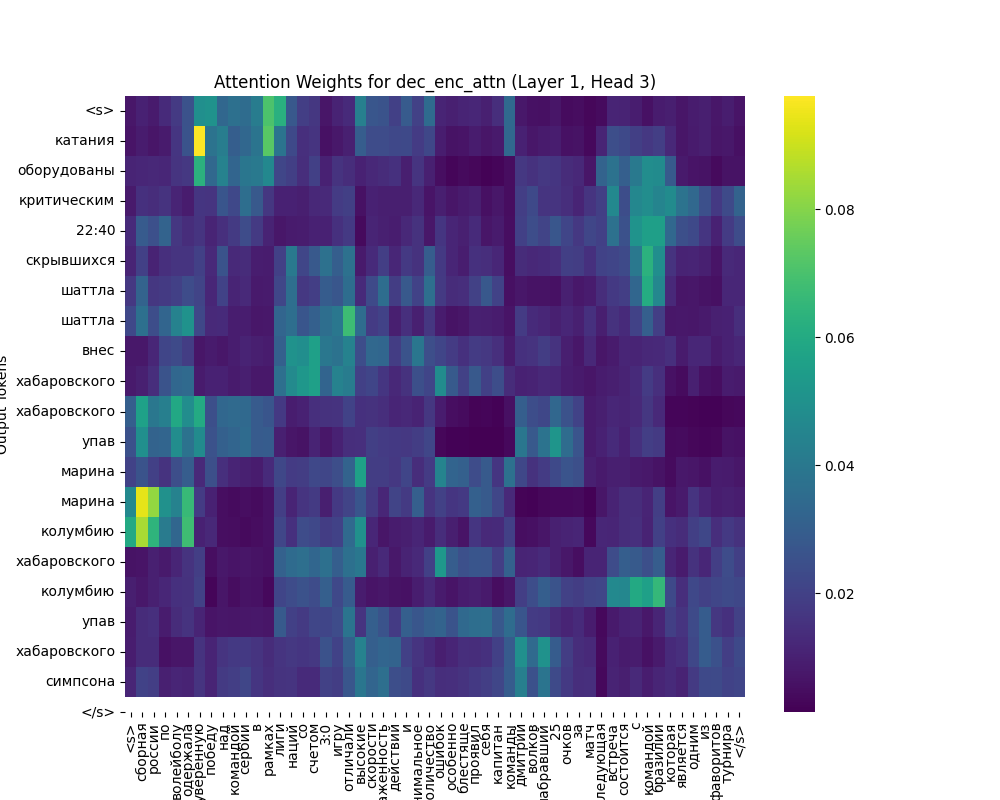 Attention Weights for dec_enc_attn (Layer 1, Head 3)
Output Tokens
<s>
катания
оборудованы
критическим
22:40
скрывшихся
шаттла
шаттла
внес
хабаровского
хабаровского
упав
марина
марина
колумбию
хабаровского
колумбию
упав
хабаровского
симпсона
</s>
<s>
сборная
россии
по
волейболу
одержала
уверенную
победу
над
командой
сербии
в
рамках
лиги
наций
со
счетом
3:0
игру
отличали
высокие
скорости
аженность
действий
и
нимальное
оличество
ошибок
особенно
блестяще
проявил
себя
капитан
команды
дмитрий
волков
набравший
25
очков
за
матч
ледующая
встреча
состоится
с
командой
бразилии
которая
является
одним
из
фаворитов
турнира
</s>
0.08
0.06
0.04
0.02